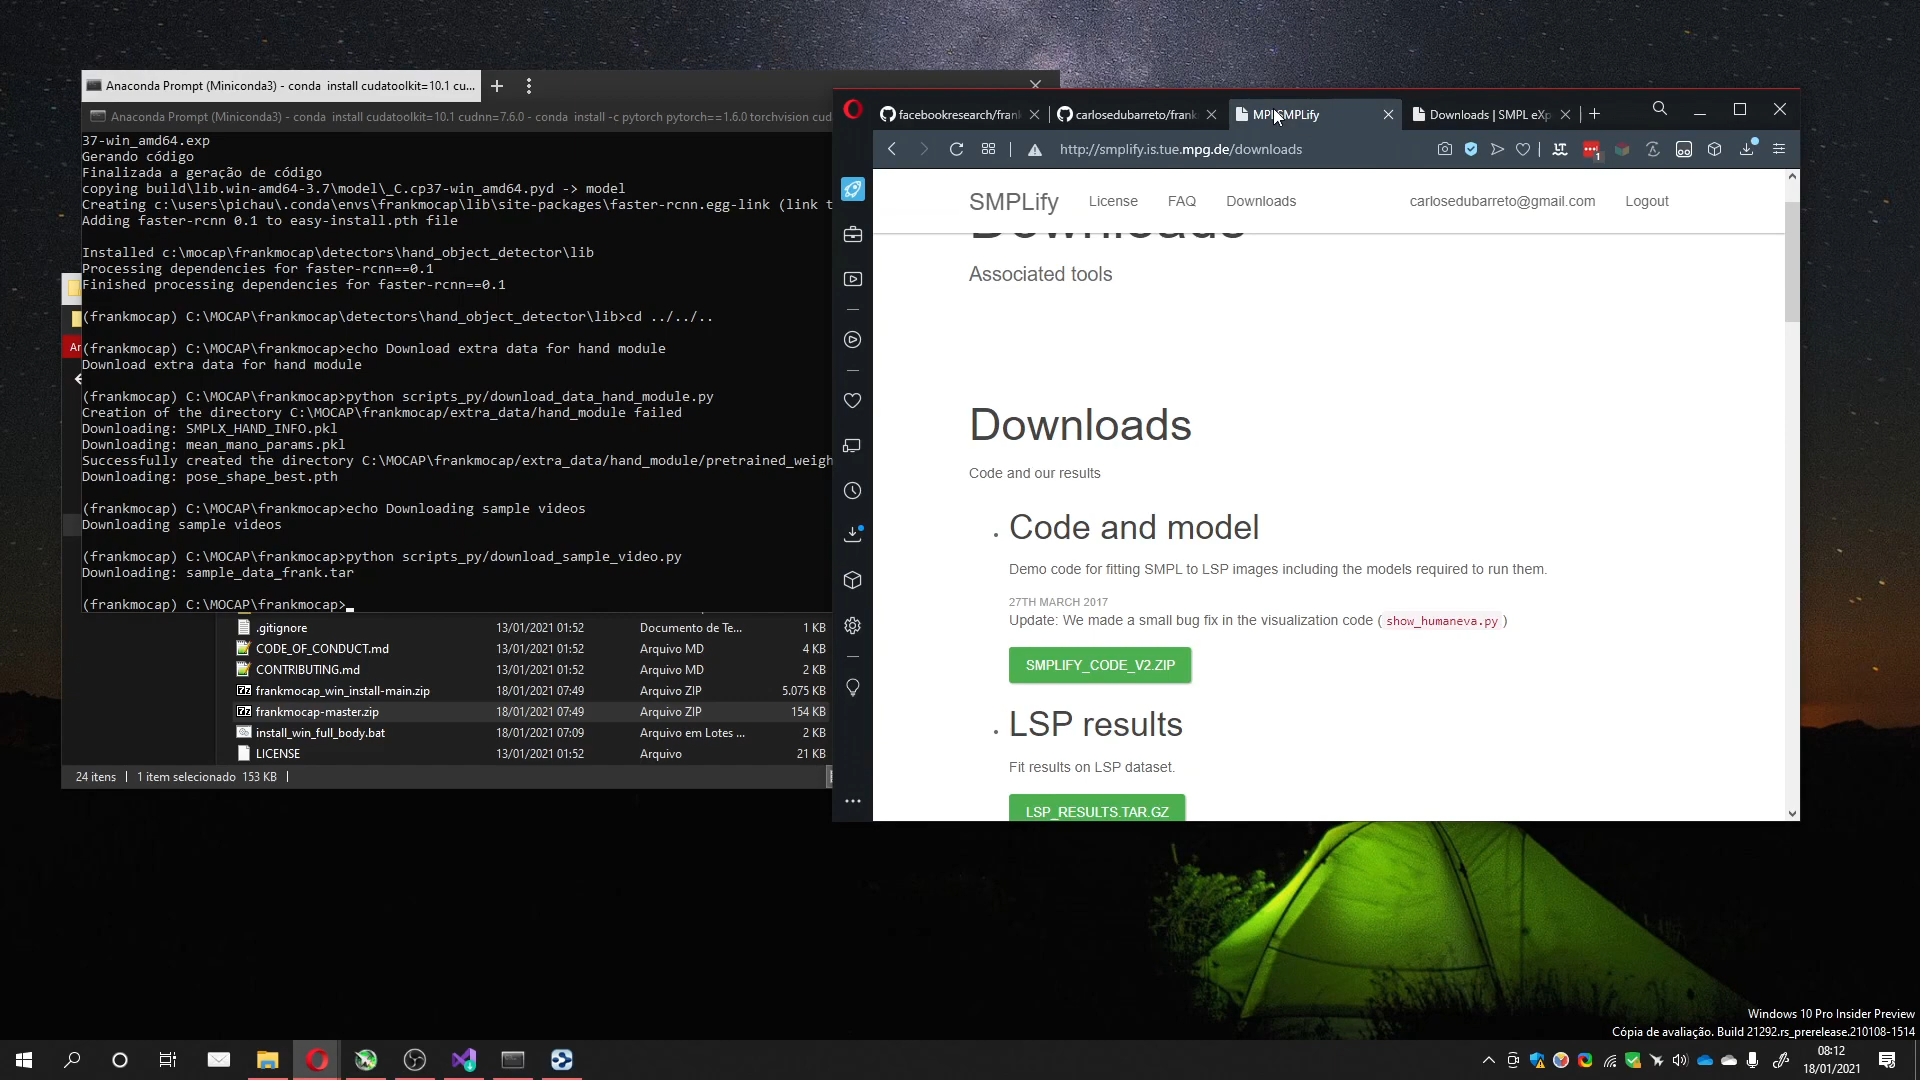 Anaconda Prompt (Miniconda3) - conda  install cudatoolkit=10.1 cu...
Anaconda Prompt (Miniconda3) - conda  install cudatoolkit=10.1 cudnn=7.6.0 - conda  install -c pytorch pytorch==1.6.0 torchvision cud
37-win_amd64.exp
Gerando código
Finalizada a geração de código
copying build\lib.win-amd64-3.7\model\_C.cp37-win_amd64.pyd -> model
Creating c:\users\pichau\.conda\envs\frankmocap\lib\site-packages\faster-rcnn.egg-link (link t
Adding faster-rcnn 0.1 to easy-install.pth file
Installed c:\mocap\frankmocap\detectors\hand_object_detector\lib
Processing dependencies for faster-rcnn==0.1
Finished processing dependencies for faster-rcnn==0.1
(frankmocap) C:\MOCAP\frankmocap\detectors\hand_object_detector\lib>cd ../../..
Ar
(frankmocap) C:\MOCAP\frankmocap>echo Download extra data for hand module
Download extra data for hand module
(frankmocap) C:\MOCAP\frankmocap>python scripts_py/download_data_hand_module.py
Creation of the directory C:\MOCAP\frankmocap/extra_data/hand_module failed
Downloading: SMPLX_HAND_INFO.pkl
Downloading: mean_mano_params.pkl
Successfully created the directory C:\MOCAP\frankmocap/extra_data/hand_module/pretrained_weigh
Downloading: pose_shape_best.pth
(frankmocap) C:\MOCAP\frankmocap>echo Downloading sample videos
Downloading sample videos
(frankmocap) C:\MOCAP\frankmocap>python scripts_py/download_sample_video.py
Downloading: sample_data_frank.tar
(frankmocap) C:\MOCAP\frankmocap>
.gitignore 13/01/2021 01:52 Documento de Te... 1 KB
CODE_OF_CONDUCT.md 13/01/2021 01:52 Arquivo MD 4 KB
CONTRIBUTING.md 13/01/2021 01:52 Arquivo MD 2 KB
frankmocap_win_install-main.zip 18/01/2021 07:49 Arquivo ZIP 5.075 KB
frankmocap-master.zip 18/01/2021 07:49 Arquivo ZIP 154 KB
install_win_full_body.bat 18/01/2021 07:09 Arquivo em Lotes ... 2 KB
LICENSE 13/01/2021 01:52 Arquivo 21 KB
24 itens 1 item selecionado 153 KB
facebookresearch/frank carlosedubarreto/frank MPI SMPLify Downloads | SMPL eXp
http://smplify.is.tue.mpg.de/downloads
1
SMPLify License FAQ Downloads carlosedubarreto@gmail.com Logout
Downloads
Associated tools
Downloads
Code and our results
Code and model
Demo code for fitting SMPL to LSP images including the models required to run them.
27TH MARCH 2017
Update: We made a small bug fix in the visualization code ( show_humaneva.py )
SMPLIFY_CODE_V2.ZIP
LSP results
Fit results on LSP dataset.
LSP_RESULTS.TAR.GZ
Windows 10 Pro Insider Preview
Cópia de avaliação. Build 21292.rs_prerelease.210108-1514
08:12
18/01/2021